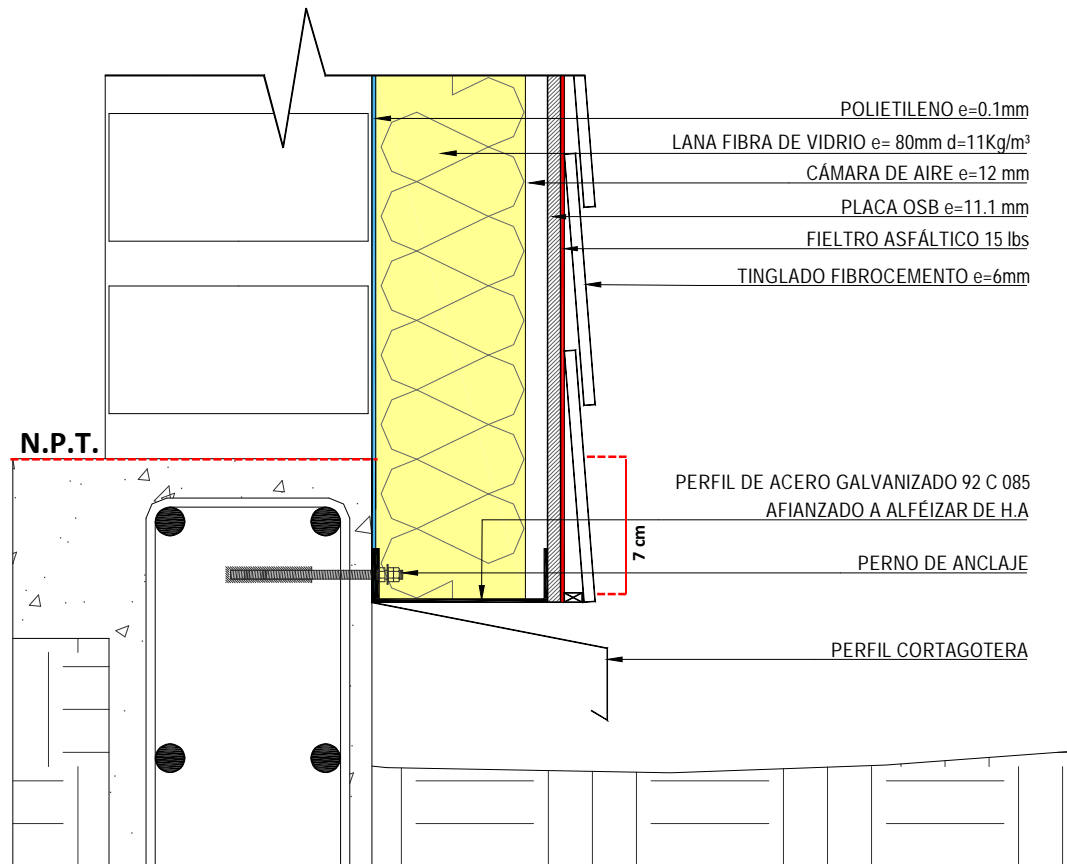 POLIETILENO e=0.1mm
LANA FIBRA DE VIDRIO e= 80mm d=11Kg/m³
CÁMARA DE AIRE e=12 mm
PLACA OSB e=11.1 mm
FIELTRO ASFÁLTICO 15 lbs
TINGLADO FIBROCEMENTO e=6mm
N.P.T.
PERFIL DE ACERO GALVANIZADO 92 C 085
AFIANZADO A ALFÉIZAR DE H.A
7 cm
PERNO DE ANCLAJE
PERFIL CORTAGOTERA